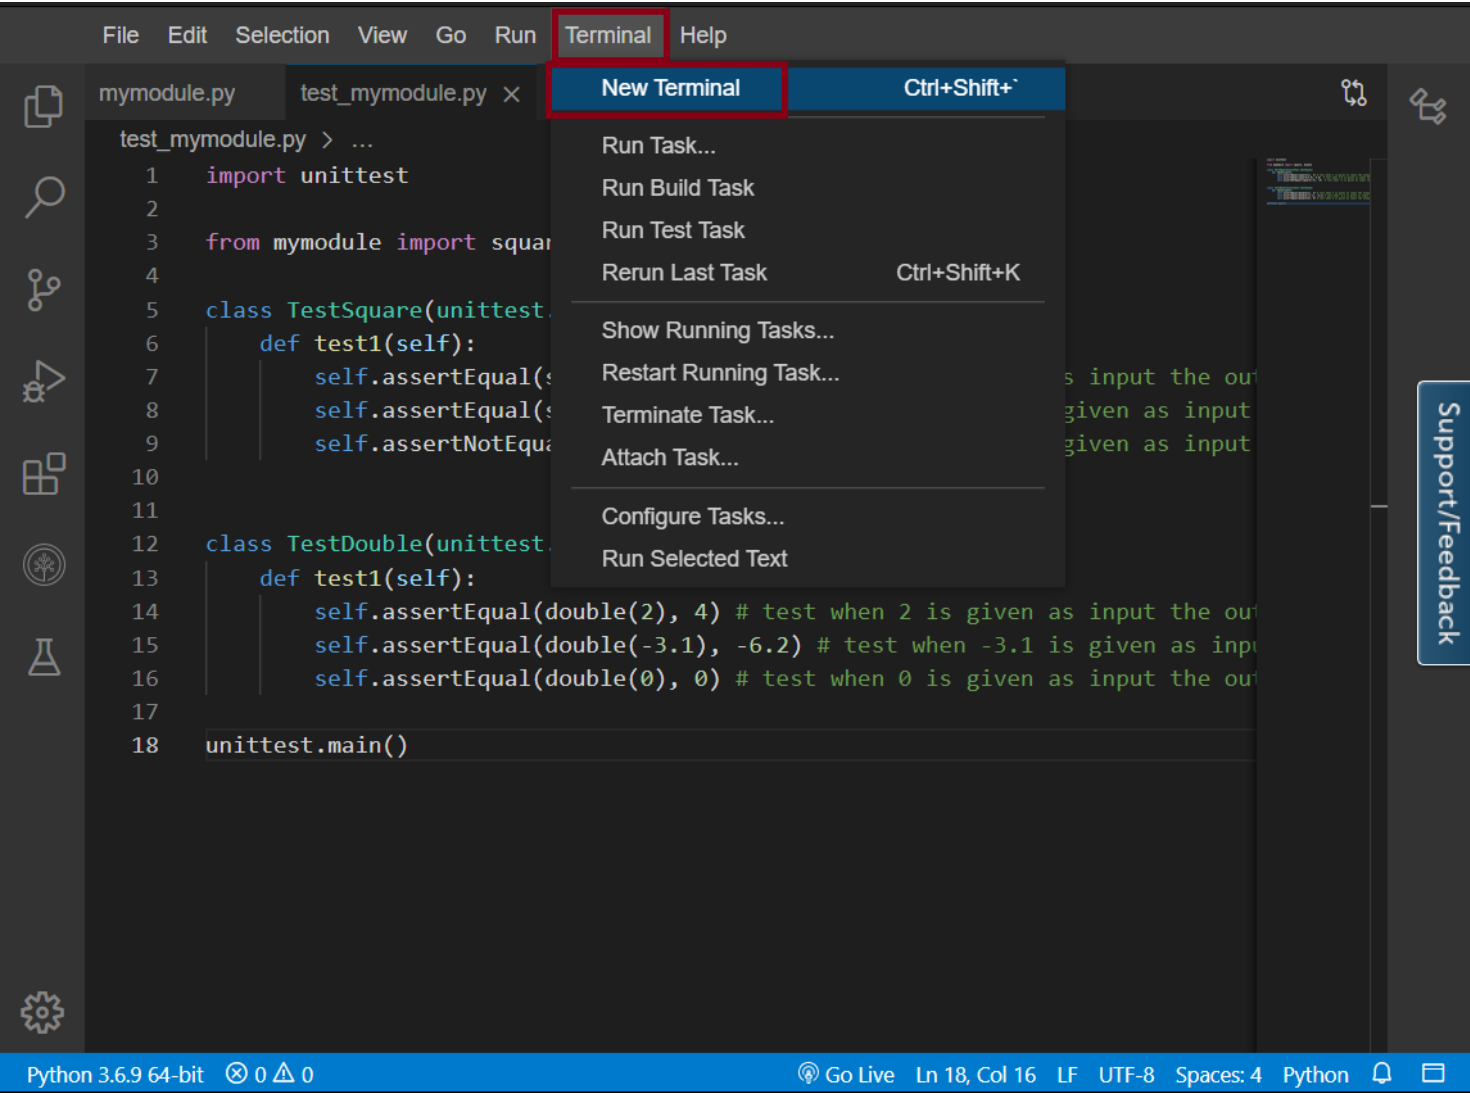 File Edit Selection View Go Run Terminal Help
mymodule.py test_mymodule.py ×
New Terminal Ctrl+Shift+`
Run Task...
Run Build Task
Run Test Task
Rerun Last Task Ctrl+Shift+K
Show Running Tasks...
Restart Running Task...
Terminate Task...
Attach Task...
Configure Tasks...
Run Selected Text
test_mymodule.py > ...
1 import unittest
2
3 from mymodule import squar
4
5 class TestSquare(unittest.
6 def test1(self):
7 self.assertEqual(s s input the ou
8 self.assertEqual(s given as input
9 self.assertNotEqua given as input
10
11
12 class TestDouble(unittest.
13 def test1(self):
14 self.assertEqual(double(2), 4) # test when 2 is given as input the ou
15 self.assertEqual(double(-3.1), -6.2) # test when -3.1 is given as inp
16 self.assertEqual(double(0), 0) # test when 0 is given as input the ou
17
18 unittest.main()
Support/Feedback
Python 3.6.9 64-bit 0 0 Go Live Ln 18, Col 16 LF UTF-8 Spaces: 4 Python